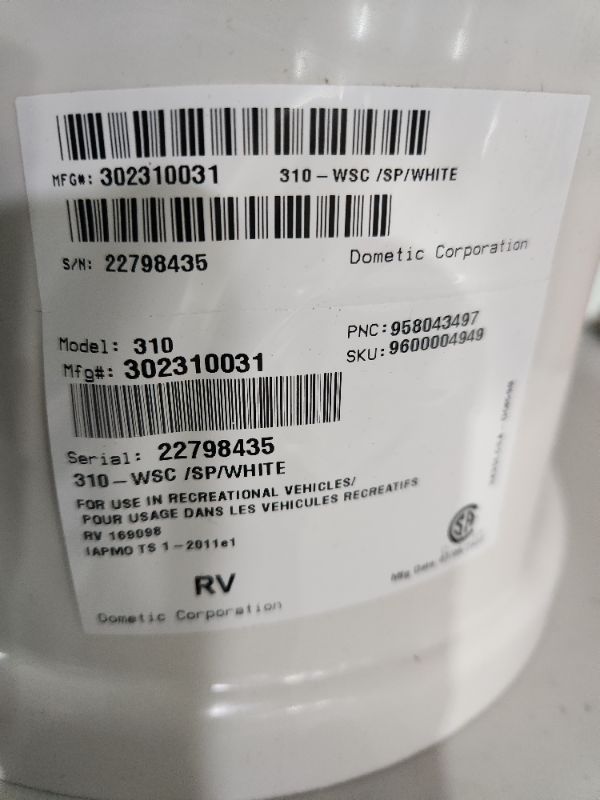 MFG#: 302310031 310-WSC /SP/WHITE
S/N: 22798435 Dometic Corporation
Model: 310 PNC: 958043497
Mfg#: 302310031 SKU: 9600004949
Serial: 22798435
310-WSC /SP/WHITE
FOR USE IN RECREATIONAL VEHICLES/
POUR USAGE DANS LES VEHICULES RECREATIFS
RV 169098
IAPMO TS 1-2011e1
RV
Mfg Date
Dometic Corporation